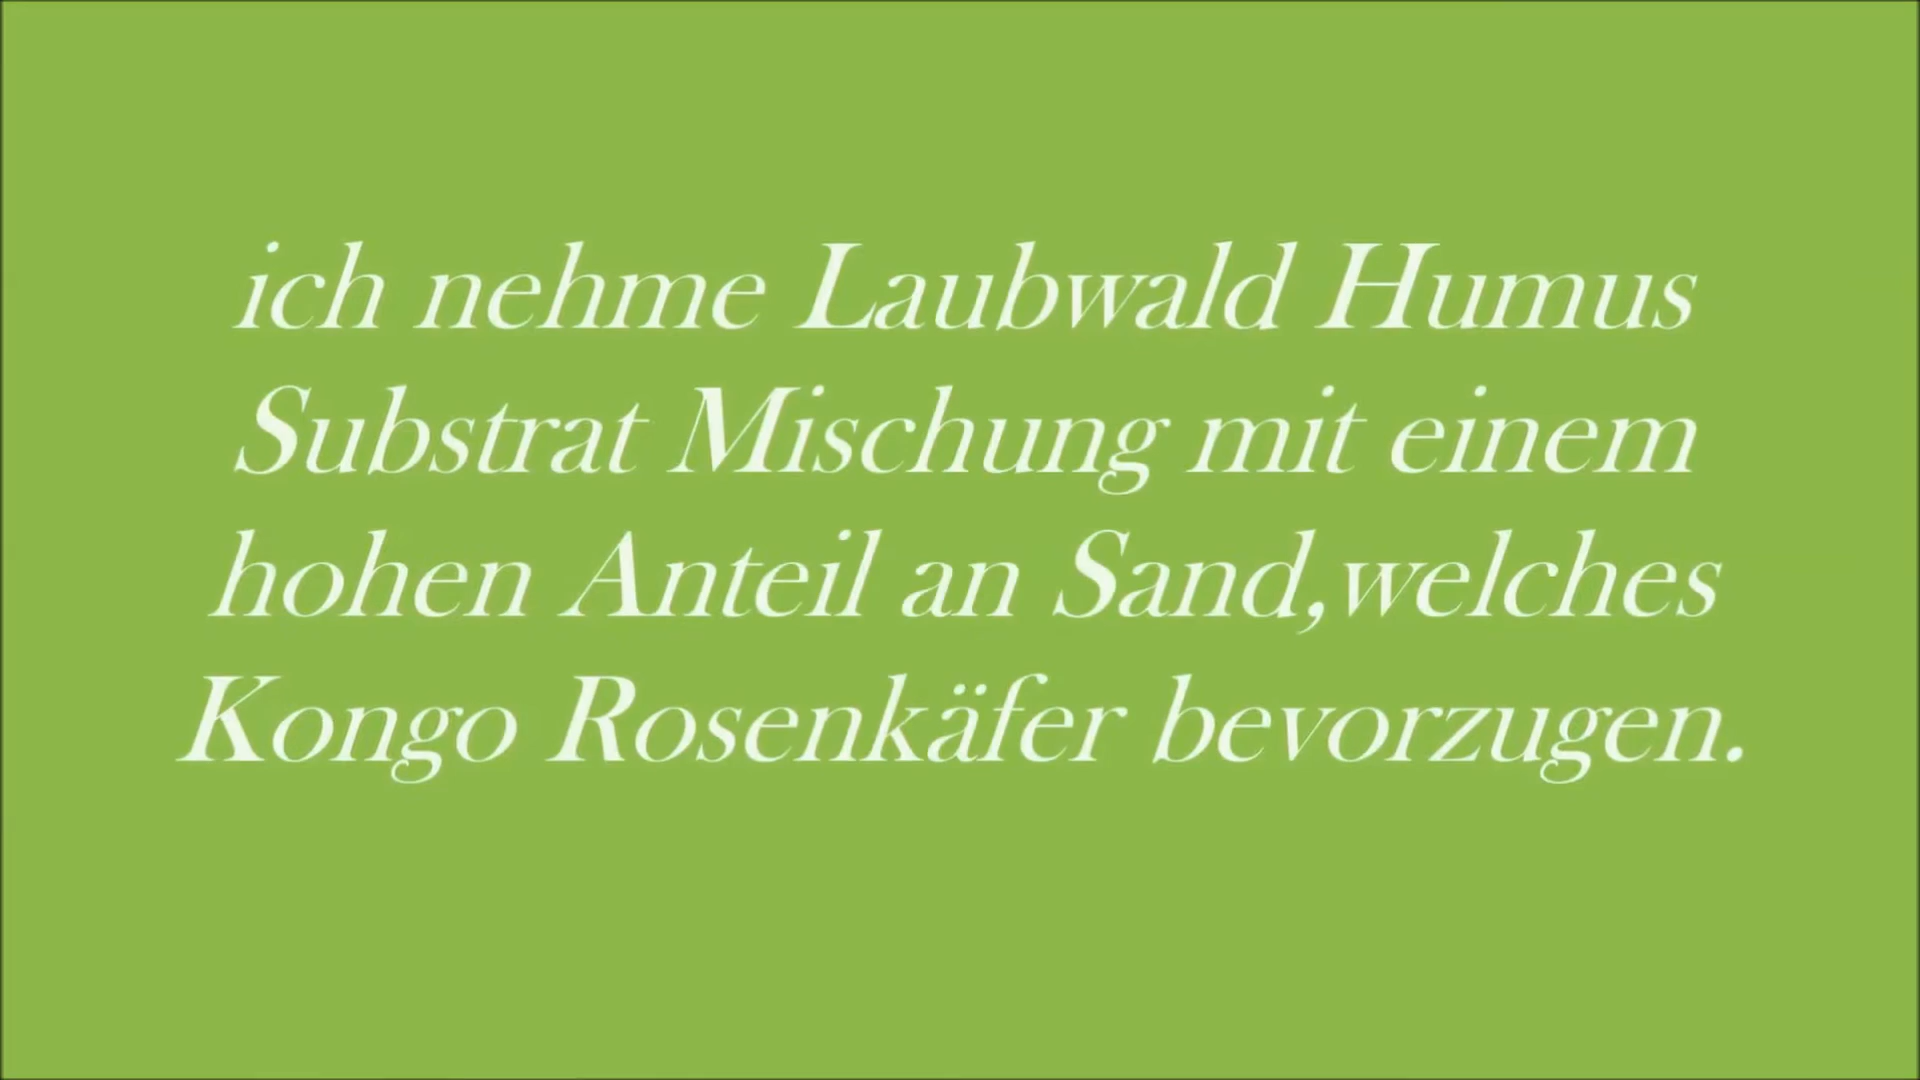 ich nehme Laubwald Humus
Substrat Mischung mit einem
hohen Anteil an Sand,welches
Kongo Rosenkäfer bevorzugen.